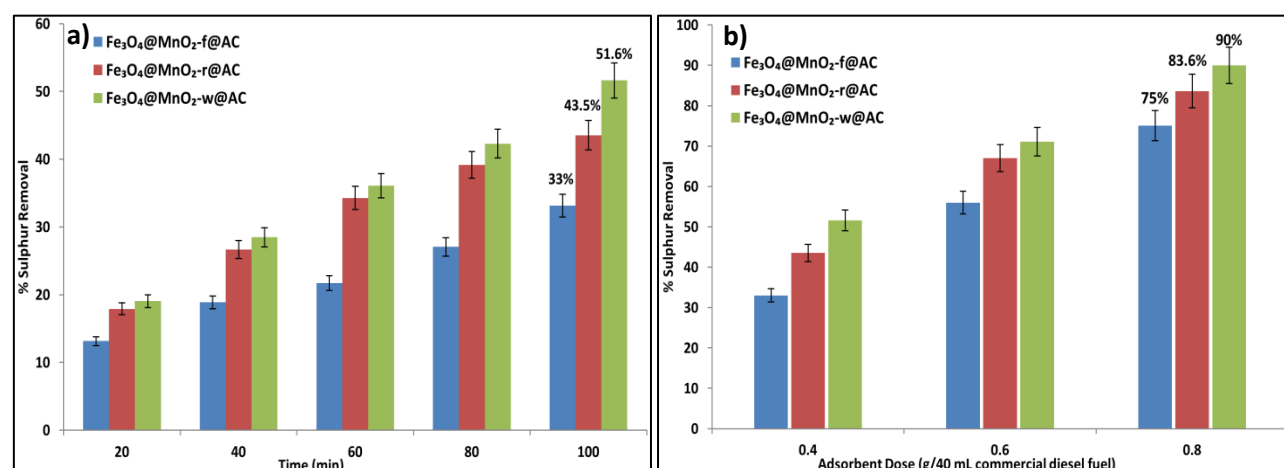 a)
Fe₃O₄@MnO₂-f@AC
Fe₃O₄@MnO₂-r@AC
Fe₃O₄@MnO₂-w@AC
% Sulphur Removal
60
50
40
30
20
10
0
33%
43.5%
51.6%
20 40 60 80 100
Time (min)
b)
Fe₃O₄@MnO₂-f@AC
Fe₃O₄@MnO₂-r@AC
Fe₃O₄@MnO₂-w@AC
% Sulphur Removal
100
90
80
70
60
50
40
30
20
10
0
75%
83.6%
90%
0.4 0.6 0.8
Adsorbent Dose (g/40 mL commercial diesel fuel)